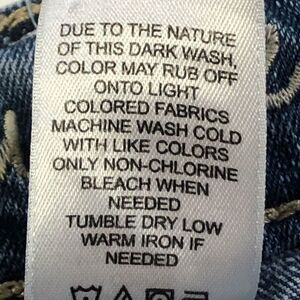 DUE TO THE NATURE
OF THIS DARK WASH,
COLOR MAY RUB OFF
ONTO LIGHT
COLORED FABRICS
MACHINE WASH COLD
WITH LIKE COLORS
ONLY NON-CHLORINE
BLEACH WHEN
NEEDED
TUMBLE DRY LOW
WARM IRON IF
NEEDED